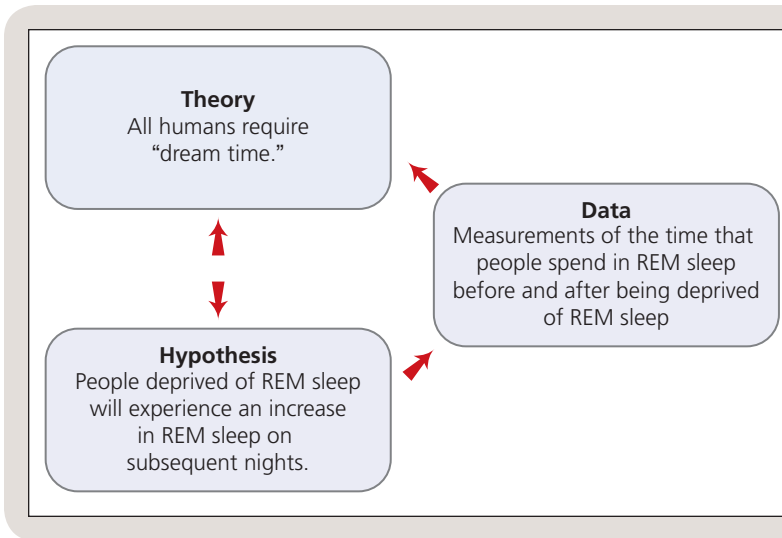 Theory
All humans require
“dream time.”
Data
Measurements of the time that
people spend in REM sleep
before and after being deprived
of REM sleep
Hypothesis
People deprived of REM sleep
will experience an increase
in REM sleep on
subsequent nights.